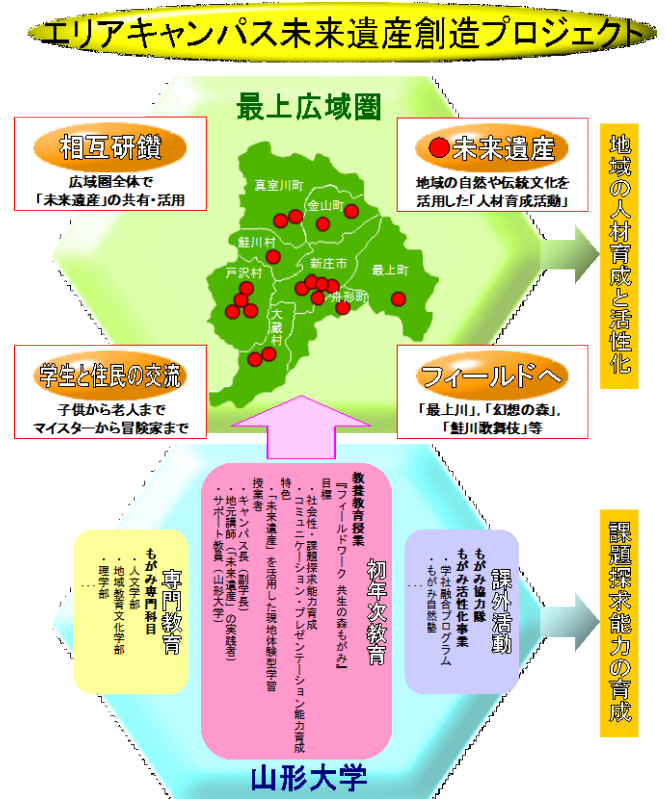 エリアキャンパス未来遺産創造プロジェクト
最上広域圏
相互研鑽
広域圏全体で
「未来遺産」の共有・活用
未来遺産
地域の自然や伝統文化を
活用した「人材育成活動」
真室川町
金山町
鮭川村
新庄市
最上町
戸沢村
舟形町
大蔵村
学生と住民の交流
子供から老人まで
マイスターから冒険家まで
フィールドへ
「最上川」,「幻想の森」,
「鮭川歌舞伎」等
地域の人材育成と活性化
専門教育
もがみ専門科目
・人文学部
・地域教育文化学部
・理学部
…
初年次教育
教養教育授業
『フィールドワーク 共生の森もがみ』
目標
・社会性・課題探求能力育成
・コミュニケーション・プレゼンテーション能力育成
特色
・「未来遺産」を活用した現地体験型学習
授業者
・キャンパス長(副学長)
・地元講師(「未来遺産」の実践者)
・サポート教員(山形大学)
課外活動
もがみ協力隊
もがみ活性化事業
・学社融合プログラム
・もがみ自然塾
…
課題探求能力の育成
山形大学